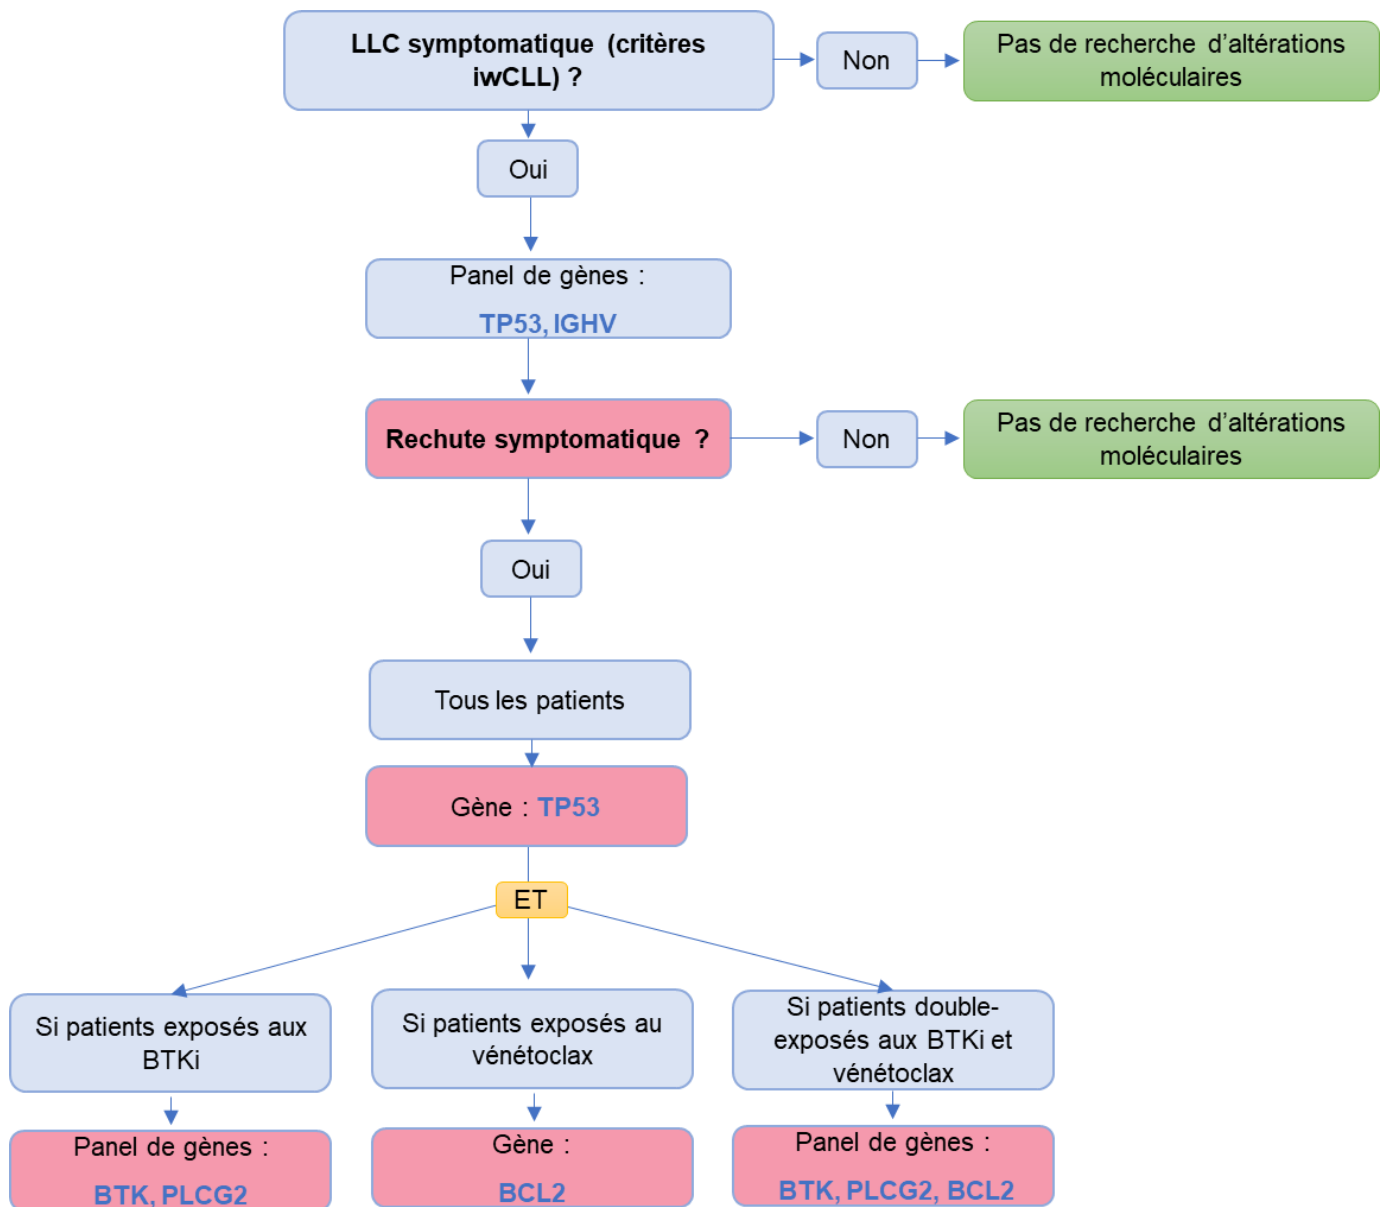 LLC symptomatique (critères
iwCLL) ?
Non
Pas de recherche d’altérations
moléculaires
Oui
Panel de gènes :
TP53, IGHV
Rechute symptomatique ?
Non
Pas de recherche d’altérations
moléculaires
Oui
Tous les patients
Gène : TP53
ET
Si patients exposés aux
BTKi
Si patients exposés au
vénétoclax
Si patients double-
exposés aux BTKi et
vénétoclax
Panel de gènes :
BTK, PLCG2
Gène :
BCL2
Panel de gènes :
BTK, PLCG2, BCL2